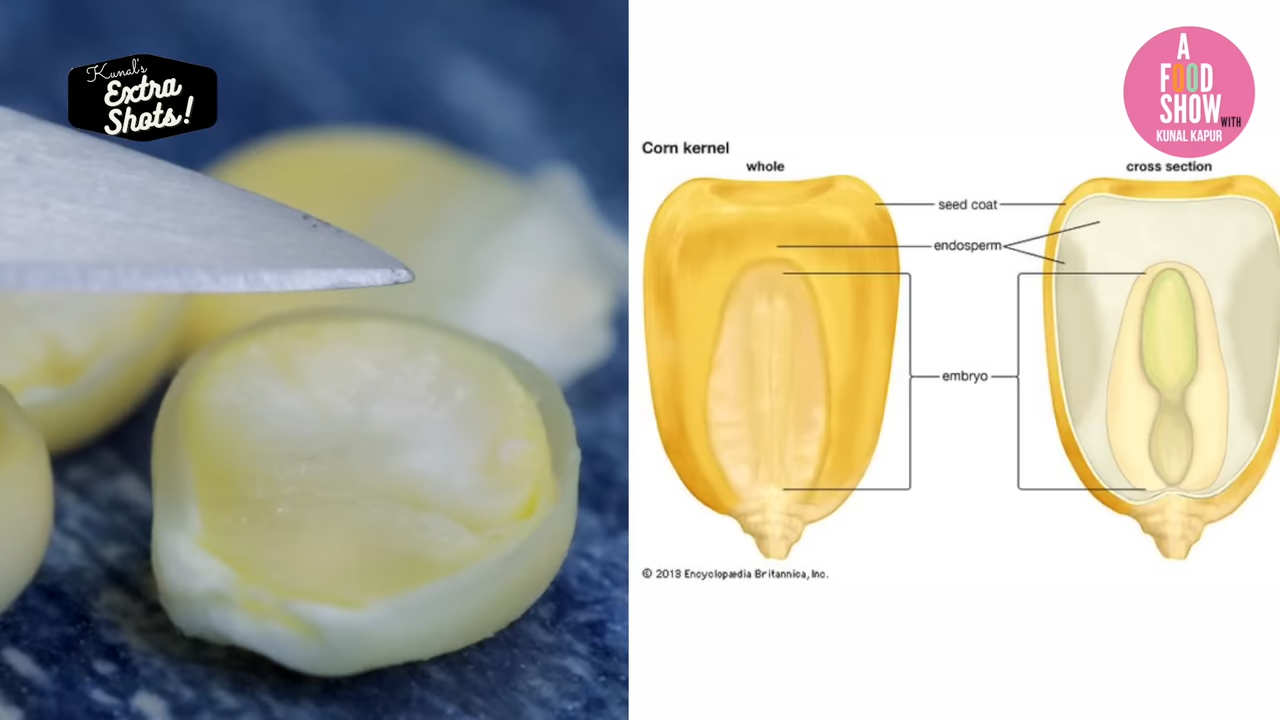 Kunal's
Extra
Shots!
A
FOOD
SHOW
WITH
KUNAL KAPUR
Corn kernel
whole
cross section
seed coat
endosperm
embryo
© 2013 Encyclopædia Britannica, Inc.